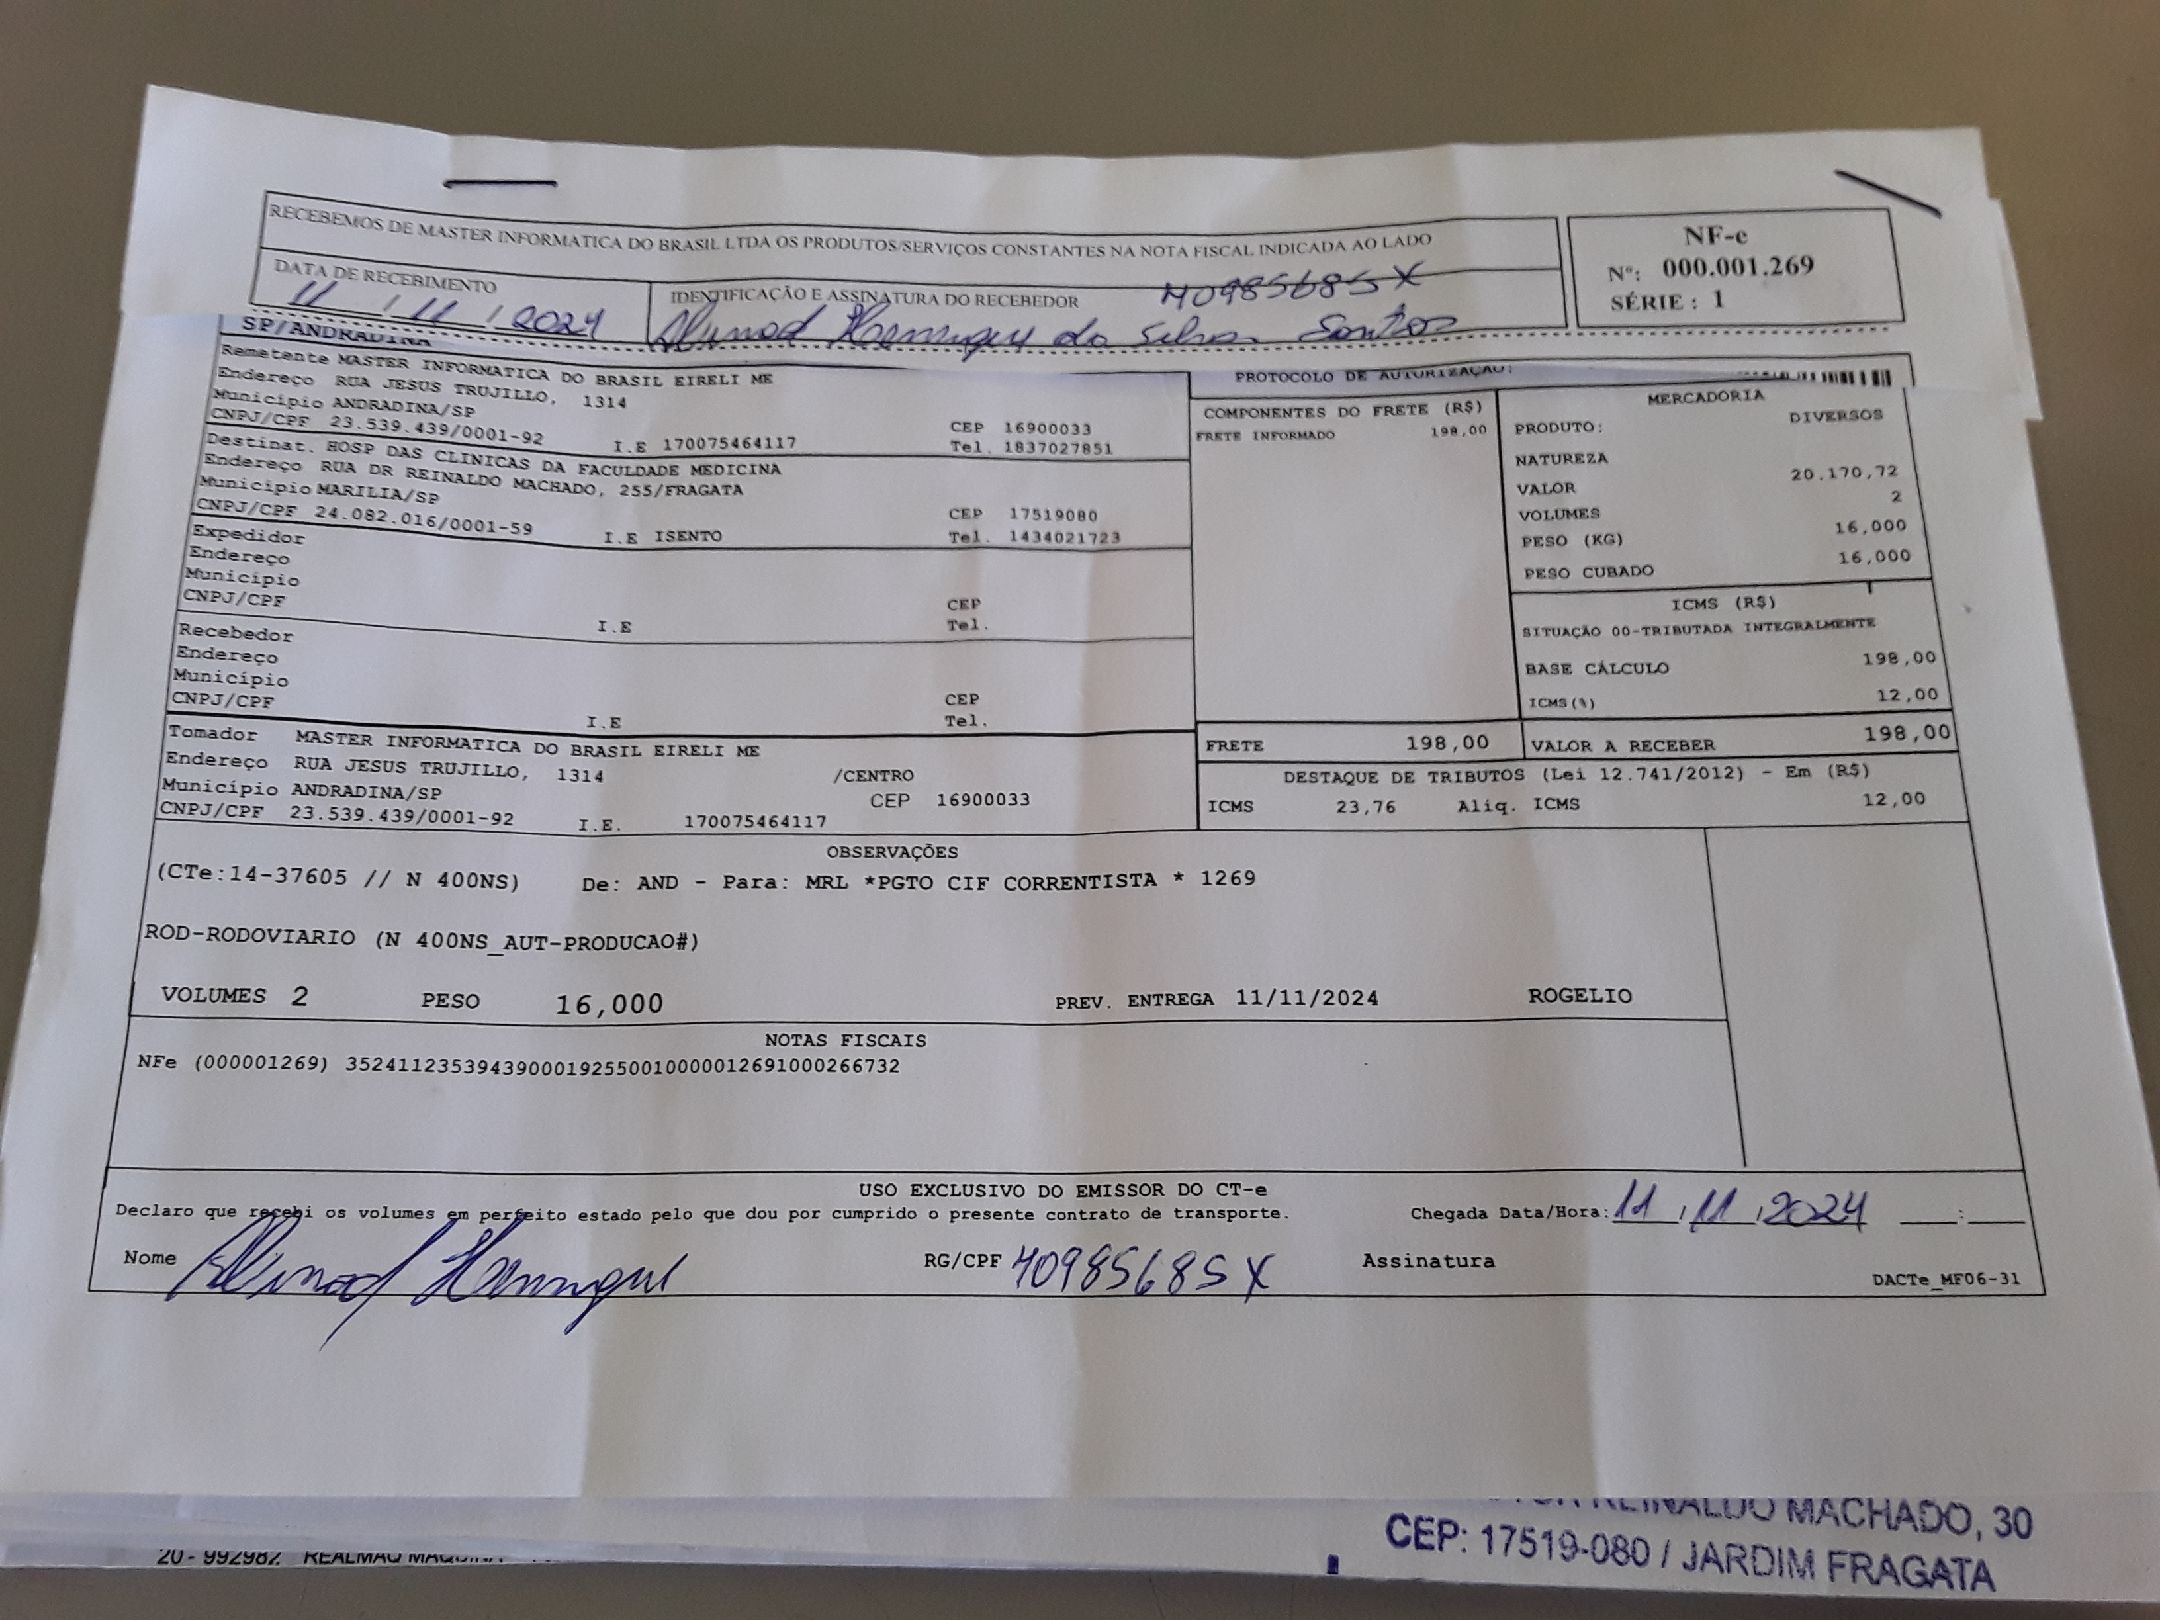 RECEBEMOS DE MASTER INFORMATICA DO BRASIL LTDA OS PRODUTOS/SERVIÇOS CONSTANTES NA NOTA FISCAL INDICADA AO LADO
NF-e
Nº: 000.001.269
SÉRIE : 1
DATA DE RECEBIMENTO
11 / 11 / 2024
IDENTIFICAÇÃO E ASSINATURA DO RECEBEDOR
40985685 X
Henrique da Silva Santos
SP/ANDRADINA
Remetente MASTER INFORMATICA DO BRASIL EIRELI ME
Endereço RUA JESUS TRUJILLO, 1314
Município ANDRADINA/SP CEP 16900033
CNPJ/CPF 23.539.439/0001-92 I.E 170075464117 Tel. 1837027851
Destinat. HOSP DAS CLINICAS DA FACULDADE MEDICINA
Endereço RUA DR REINALDO MACHADO, 255/FRAGATA
Município MARILIA/SP CEP 17519080
CNPJ/CPF 24.082.016/0001-59 I.E ISENTO Tel. 1434021723
Expedidor
Endereço
Município CEP
CNPJ/CPF I.E Tel.
Recebedor
Endereço
Município CEP
CNPJ/CPF I.E Tel.
Tomador MASTER INFORMATICA DO BRASIL EIRELI ME
Endereço RUA JESUS TRUJILLO, 1314 /CENTRO
Município ANDRADINA/SP CEP 16900033
CNPJ/CPF 23.539.439/0001-92 I.E. 170075464117
PROTOCOLO DE AUTORIZAÇÃO:
COMPONENTES DO FRETE (R$)
FRETE INFORMADO 198,00
MERCADORIA
PRODUTO: DIVERSOS
NATUREZA
VALOR 20.170,72
VOLUMES 2
PESO (KG) 16,000
PESO CUBADO 16,000
ICMS (R$)
SITUAÇÃO 00-TRIBUTADA INTEGRALMENTE
BASE CÁLCULO 198,00
ICMS(%) 12,00
FRETE 198,00 VALOR A RECEBER 198,00
DESTAQUE DE TRIBUTOS (Lei 12.741/2012) - Em (R$)
ICMS 23,76 Aliq. ICMS 12,00
OBSERVAÇÕES
(CTe:14-37605 // N 400NS) De: AND - Para: MRL *PGTO CIF CORRENTISTA * 1269
ROD-RODOVIARIO (N 400NS_AUT-PRODUCAO#)
VOLUMES 2 PESO 16,000 PREV. ENTREGA 11/11/2024 ROGELIO
NOTAS FISCAIS
NFe (000001269) 35241123539439000192550010000012691000266732
USO EXCLUSIVO DO EMISSOR DO CT-e
Declaro que recebi os volumes em perfeito estado pelo que dou por cumprido o presente contrato de transporte. Chegada Data/Hora: 11 / 11 / 2024 __:__
Nome Henrique RG/CPF 40985685 X Assinatura
DACTe_MF06-31
REINALDO MACHADO, 30
CEP: 17519-080 / JARDIM FRAGATA
20 - 992982